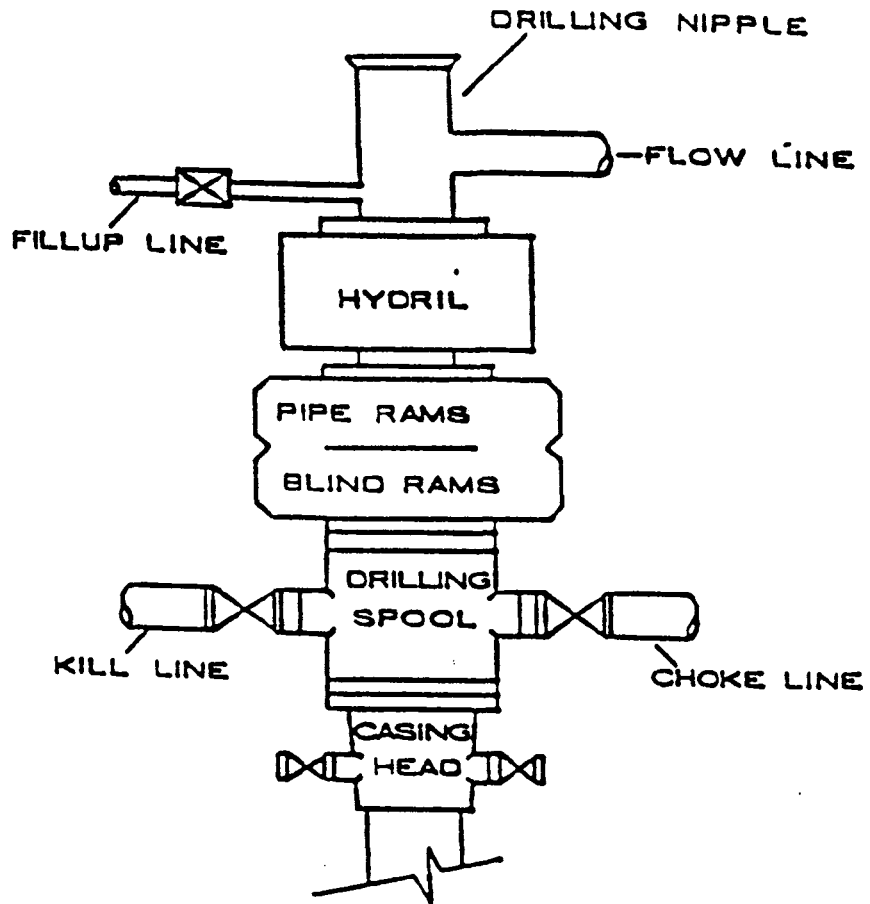 DRILLING NIPPLE
FLOW LINE
FILLUP LINE
HYDRIL
PIPE RAMS
BLIND RAMS
DRILLING
SPOOL
KILL LINE
CHOKE LINE
CASING
HEAD